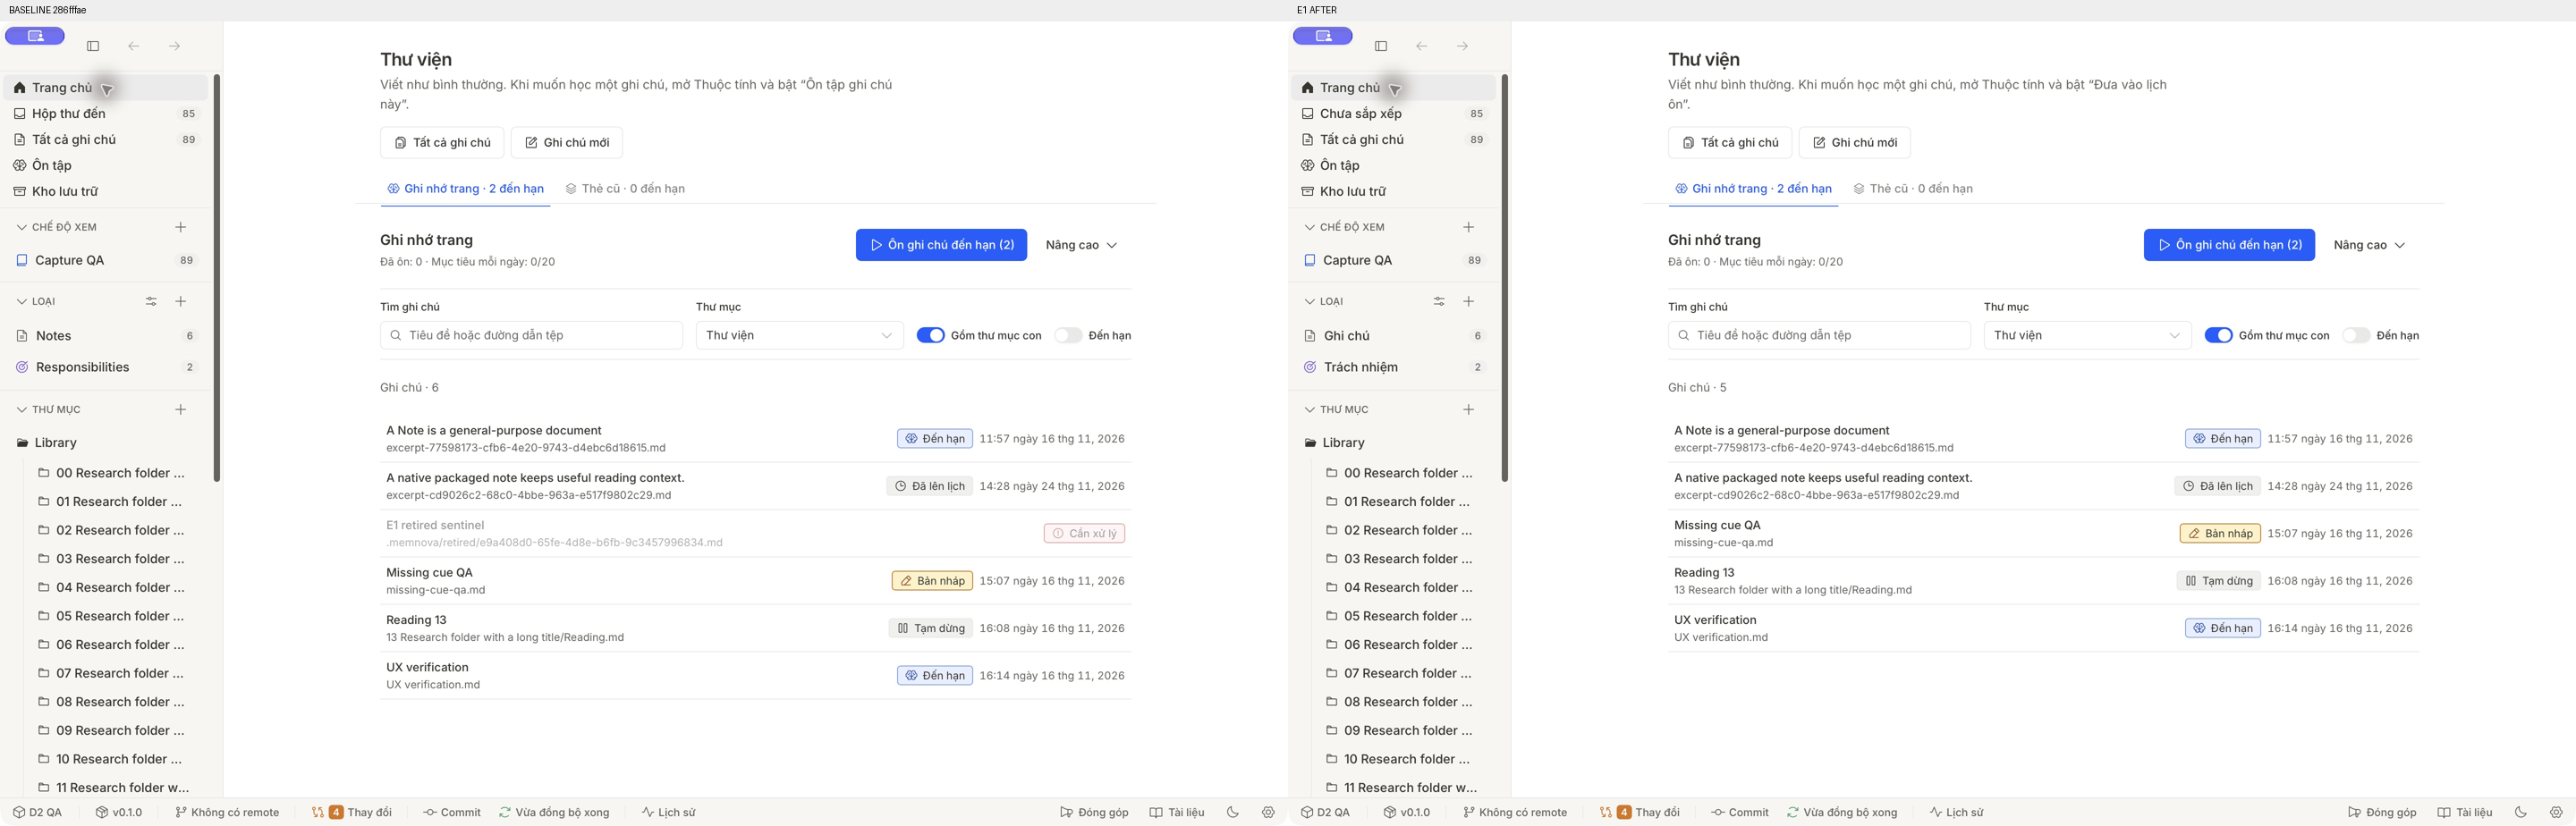 BASELINE 286fffae
Trang chủ
Hộp thư đến 85
Tất cả ghi chú 89
Ôn tập
Kho lưu trữ
CHẾ ĐỘ XEM
Capture QA 89
LOẠI
Notes 6
Responsibilities 2
THƯ MỤC
Library
00 Research folder ...
01 Research folder ...
02 Research folder ...
03 Research folder ...
04 Research folder ...
05 Research folder ...
06 Research folder ...
07 Research folder ...
08 Research folder ...
09 Research folder ...
10 Research folder ...
11 Research folder w...
Thư viện
Viết như bình thường. Khi muốn học một ghi chú, mở Thuộc tính và bật “Ôn tập ghi chú
này”.
Tất cả ghi chú Ghi chú mới
Ghi nhớ trang · 2 đến hạn Thẻ cũ · 0 đến hạn
Ghi nhớ trang
Đã ôn: 0 · Mục tiêu mỗi ngày: 0/20
Ôn ghi chú đến hạn (2) Nâng cao
Tìm ghi chú Thư mục
Tiêu đề hoặc đường dẫn tệp Thư viện Gồm thư mục con Đến hạn
Ghi chú · 6
A Note is a general-purpose document
excerpt-77598173-cfb6-4e20-9743-d4ebc6d18615.md
Đến hạn 11:57 ngày 16 thg 11, 2026
A native packaged note keeps useful reading context.
excerpt-cd9026c2-68c0-4bbe-963a-e517f9802c29.md
Đã lên lịch 14:28 ngày 24 thg 11, 2026
E1 retired sentinel
.memnova/retired/e9a408d0-65fe-4d8e-b6fb-9c3457996834.md
Cần xử lý
Missing cue QA
missing-cue-qa.md
Bản nháp 15:07 ngày 16 thg 11, 2026
Reading 13
13 Research folder with a long title/Reading.md
Tạm dừng 16:08 ngày 16 thg 11, 2026
UX verification
UX verification.md
Đến hạn 16:14 ngày 16 thg 11, 2026
D2 QA v0.1.0 Không có remote 4 Thay đổi Commit Vừa đồng bộ xong Lịch sử Đóng góp Tài liệu
E1 AFTER
Trang chủ
Chưa sắp xếp 85
Tất cả ghi chú 89
Ôn tập
Kho lưu trữ
CHẾ ĐỘ XEM
Capture QA 89
LOẠI
Ghi chú 6
Trách nhiệm 2
THƯ MỤC
Library
00 Research folder ...
01 Research folder ...
02 Research folder ...
03 Research folder ...
04 Research folder ...
05 Research folder ...
06 Research folder ...
07 Research folder ...
08 Research folder ...
09 Research folder ...
10 Research folder ...
11 Research folder w...
Thư viện
Viết như bình thường. Khi muốn học một ghi chú, mở Thuộc tính và bật “Đưa vào lịch
ôn”.
Tất cả ghi chú Ghi chú mới
Ghi nhớ trang · 2 đến hạn Thẻ cũ · 0 đến hạn
Ghi nhớ trang
Đã ôn: 0 · Mục tiêu mỗi ngày: 0/20
Ôn ghi chú đến hạn (2) Nâng cao
Tìm ghi chú Thư mục
Tiêu đề hoặc đường dẫn tệp Thư viện Gồm thư mục con Đến hạn
Ghi chú · 5
A Note is a general-purpose document
excerpt-77598173-cfb6-4e20-9743-d4ebc6d18615.md
Đến hạn 11:57 ngày 16 thg 11, 2026
A native packaged note keeps useful reading context.
excerpt-cd9026c2-68c0-4bbe-963a-e517f9802c29.md
Đã lên lịch 14:28 ngày 24 thg 11, 2026
Missing cue QA
missing-cue-qa.md
Bản nháp 15:07 ngày 16 thg 11, 2026
Reading 13
13 Research folder with a long title/Reading.md
Tạm dừng 16:08 ngày 16 thg 11, 2026
UX verification
UX verification.md
Đến hạn 16:14 ngày 16 thg 11, 2026
D2 QA v0.1.0 Không có remote 4 Thay đổi Commit Vừa đồng bộ xong Lịch sử Đóng góp Tài liệu